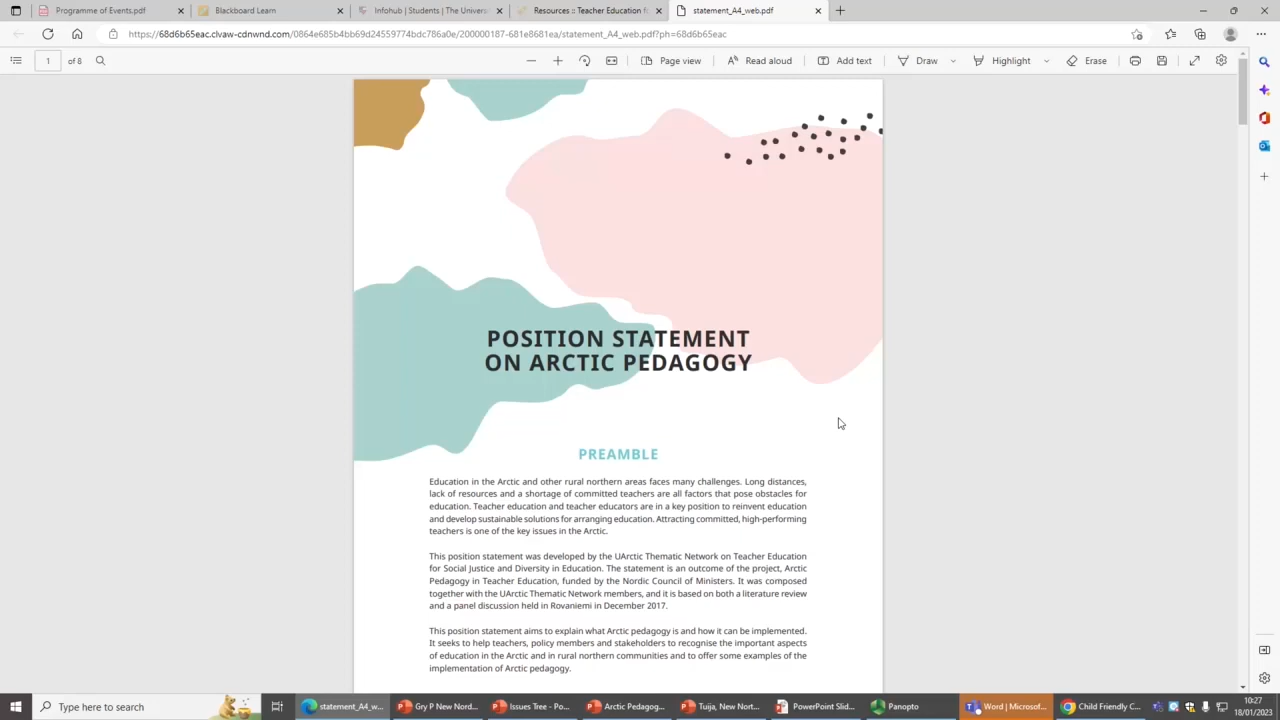 Programme of Events.pdf
Blackboard Learn
Infohub | Students | The Univers
Resources :: Teacher Education f
statement_A4_web.pdf
https://68d6b65eac.clvaw-cdnwnd.com/0864e685b4bb69d24559774bdc786a0e/200000187-681e8681ea/statement_A4_web.pdf?ph=68d6b65eac
1 of 8
Page view
Read aloud
Add text
Draw
Highlight
Erase
POSITION STATEMENT
ON ARCTIC PEDAGOGY
PREAMBLE
Education in the Arctic and other rural northern areas faces many challenges. Long distances,
lack of resources and a shortage of committed teachers are all factors that pose obstacles for
education. Teacher education and teacher educators are in a key position to reinvent education
and develop sustainable solutions for arranging education. Attracting committed, high-performing
teachers is one of the key issues in the Arctic.
This position statement was developed by the UArctic Thematic Network on Teacher Education
for Social Justice and Diversity in Education. The statement is an outcome of the project, Arctic
Pedagogy in Teacher Education, funded by the Nordic Council of Ministers. It was composed
together with the UArctic Thematic Network members, and it is based on both a literature review
and a panel discussion held in Rovaniemi in December 2017.
This position statement aims to explain what Arctic pedagogy is and how it can be implemented.
It seeks to help teachers, policy members and stakeholders to recognise the important aspects
of education in the Arctic and in rural northern communities and to offer some examples of the
implementation of Arctic pedagogy.
Type here to search
statement_A4_w...
Gry P New Nord...
Issues Tree - Po...
Arctic Pedagog...
Tuija, New Nort...
PowerPoint Slid...
Panopto
Word | Microsof...
Child Friendly C...
10:27
18/01/2023